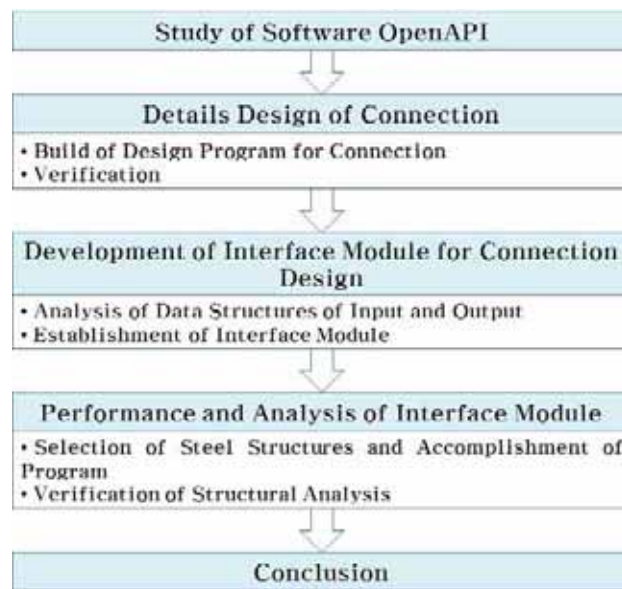 Study of Software OpenAPI
Details Design of Connection
• Build of Design Program for Connection
• Verification
Development of Interface Module for Connection
Design
• Analysis of Data Structures of Input and Output
• Establishment of Interface Module
Performance and Analysis of Interface Module
• Selection of Steel Structures and Accomplishment of
Program
• Verification of Structural Analysis
Conclusion